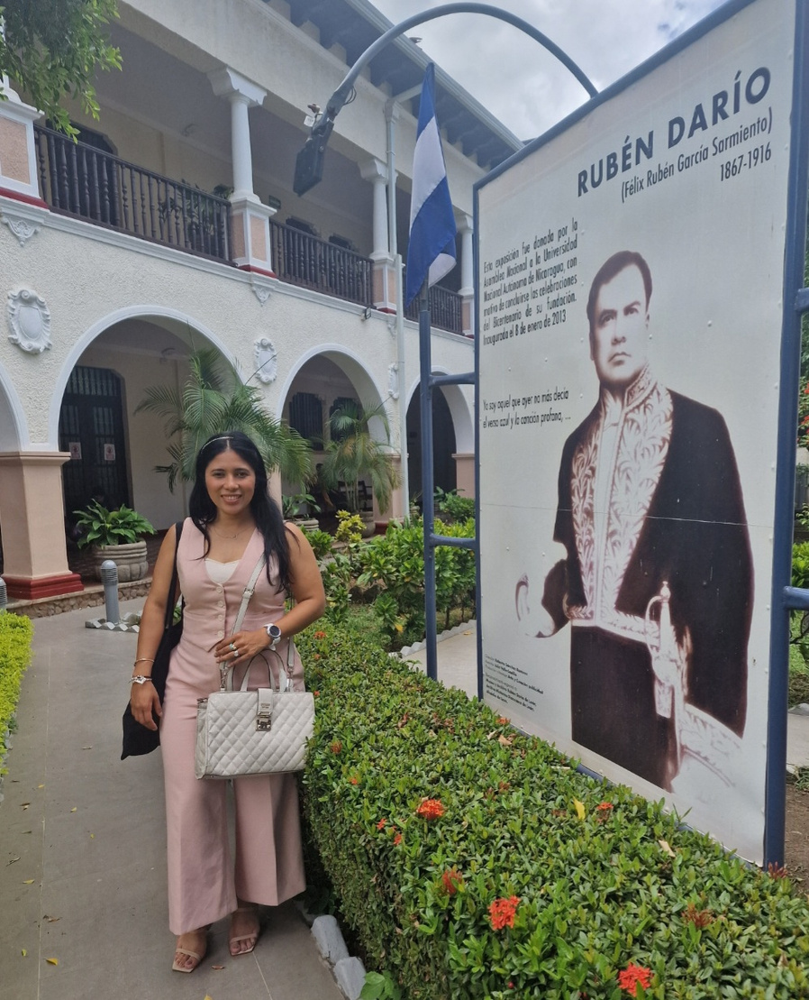 RUBÉN DARÍO
(Félix Rubén García Sarmiento)
1867-1916
Esta exposición fue donada por la
Asamblea Nacional a la Universidad
Nacional Autónoma de Nicaragua, con
motivo de concluirse las celebraciones
del Bicentenario de su fundación.
Inaugurada el 8 de enero de 2013
Yo soy aquel que ayer no más decía
el verso azul y la canción profana, ...